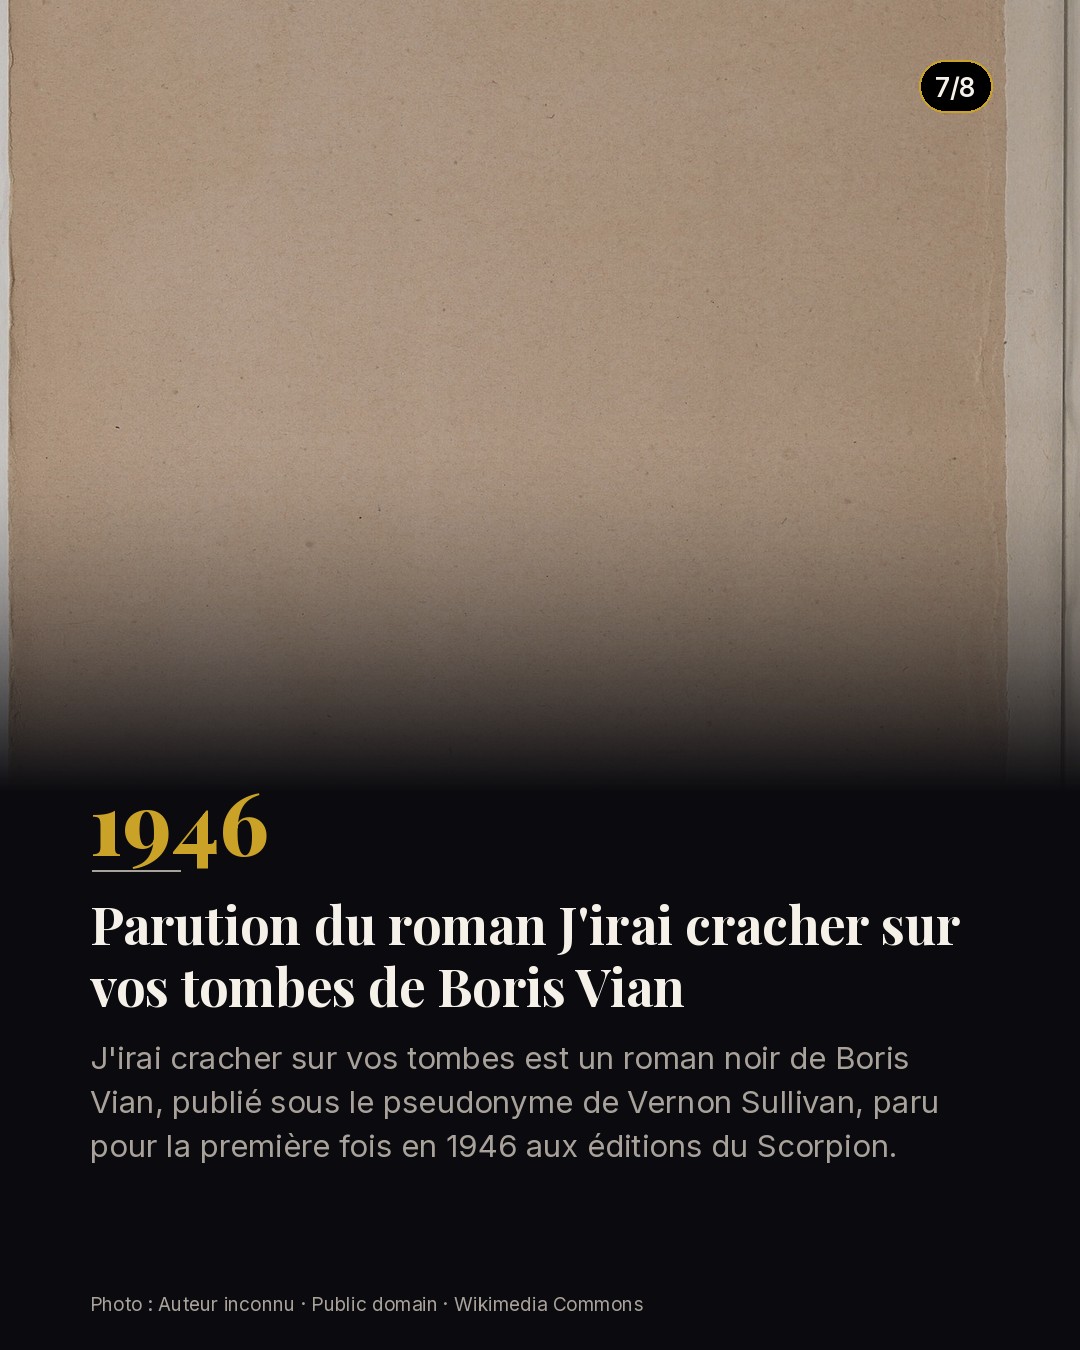 7/8
1946
Parution du roman J'irai cracher sur
vos tombes de Boris Vian
J'irai cracher sur vos tombes est un roman noir de Boris
Vian, publié sous le pseudonyme de Vernon Sullivan, paru
pour la première fois en 1946 aux éditions du Scorpion.
Photo : Auteur inconnu · Public domain · Wikimedia Commons